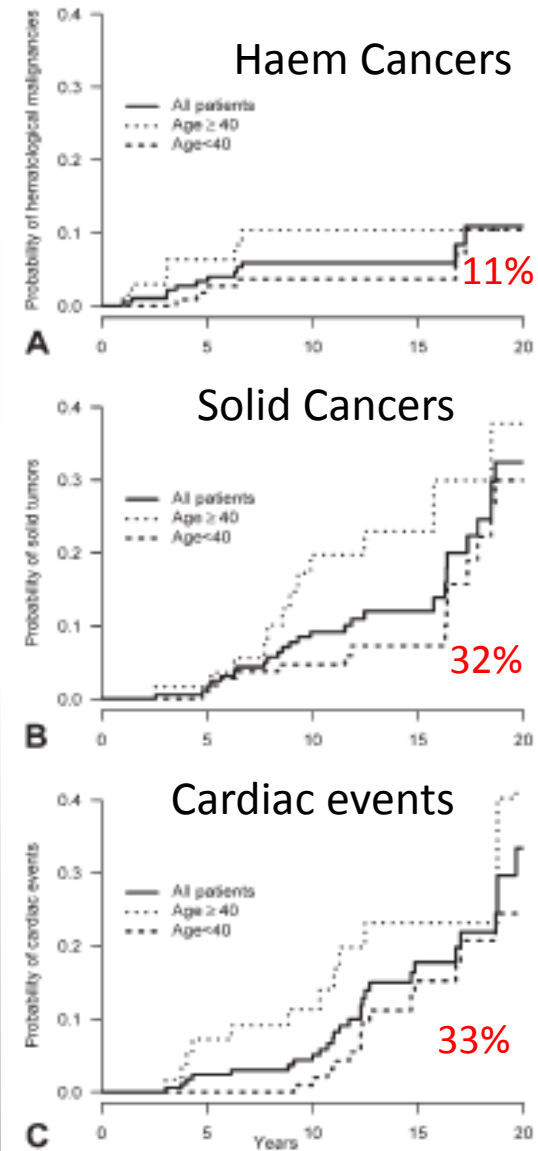 Haem Cancers
Probability of hematological malignancies
0.4
0.3
0.2
0.1
0.0
All patients
Age ≥ 40
Age<40
11%
A
0
5
10
15
20
Solid Cancers
Probability of solid tumors
0.4
0.3
0.2
0.1
0.0
All patients
Age ≥ 40
Age<40
32%
B
0
5
10
15
20
Cardiac events
Probability of cardiac events
0.4
0.3
0.2
0.1
0.0
All patients
Age ≥ 40
Age<40
33%
C
0
5
10
15
20
Years